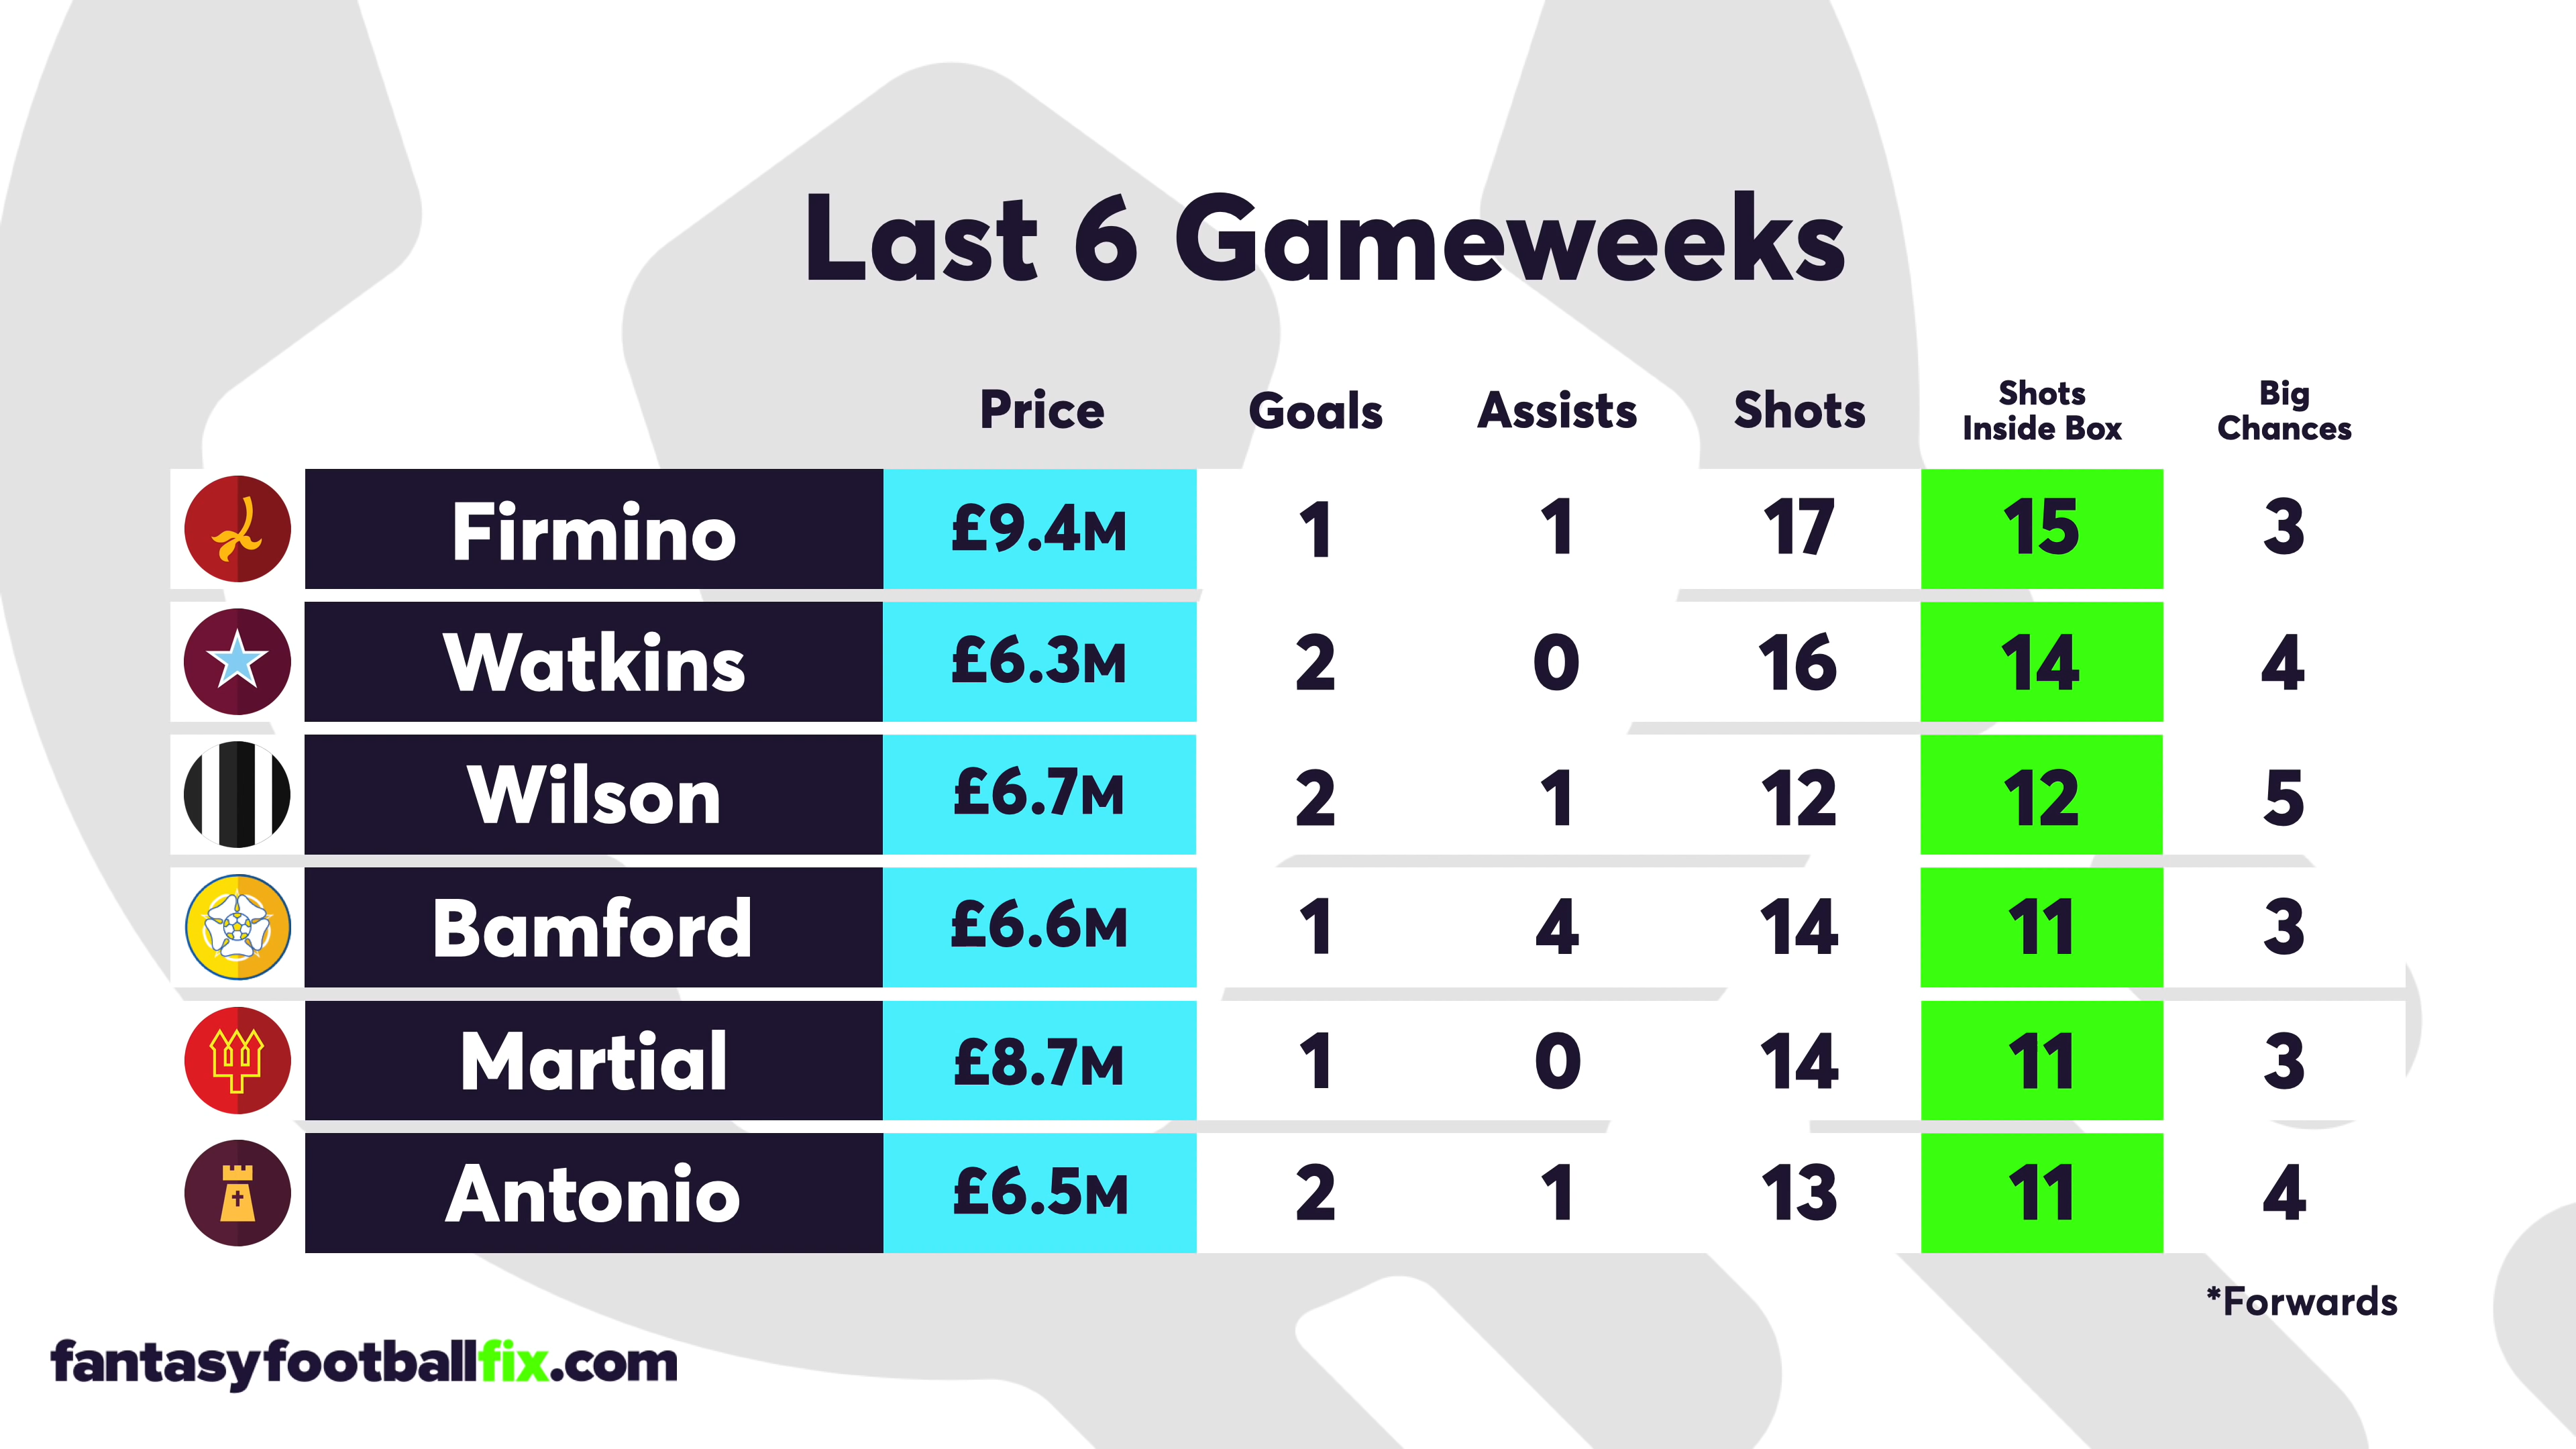 Last 6 Gameweeks
Price Goals Assists Shots Shots Inside Box Big Chances
Firmino £9.4M 1 1 17 15 3
Watkins £6.3M 2 0 16 14 4
Wilson £6.7M 2 1 12 12 5
Bamford £6.6M 1 4 14 11 3
Martial £8.7M 1 0 14 11 3
Antonio £6.5M 2 1 13 11 4
*Forwards
fantasyfootballfix.com